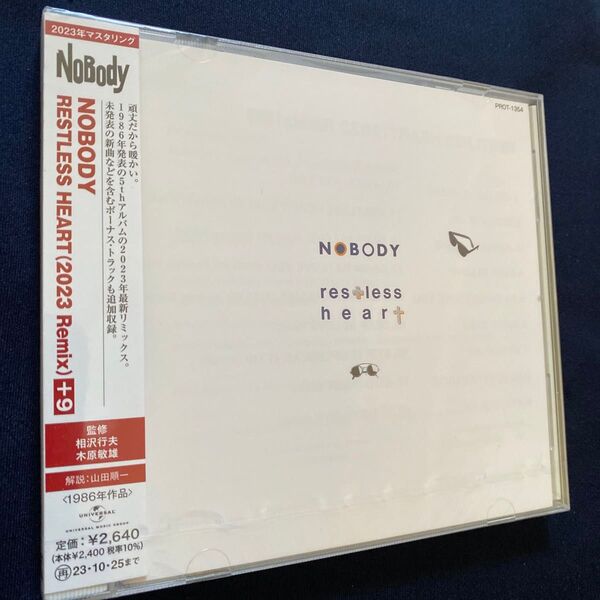 2023年マスタリング
NoBody
NOBODY
RESTLESS HEART(2023 Remix)+9
頑丈だから暖かい。
1986年発表の5thアルバムの2023年最新リミックス。
未発表の新曲などを含むボーナス・トラックも追加収録。
監修
相沢行夫
木原敏雄
解説:山田順一
〈1986年作品〉
UNIVERSAL
UNIVERSAL MUSIC GROUP
定価:¥2,640
(本体¥2,400 税率10%)
再23・10・25まで
PROT-1354
NOBODY
restless
heart